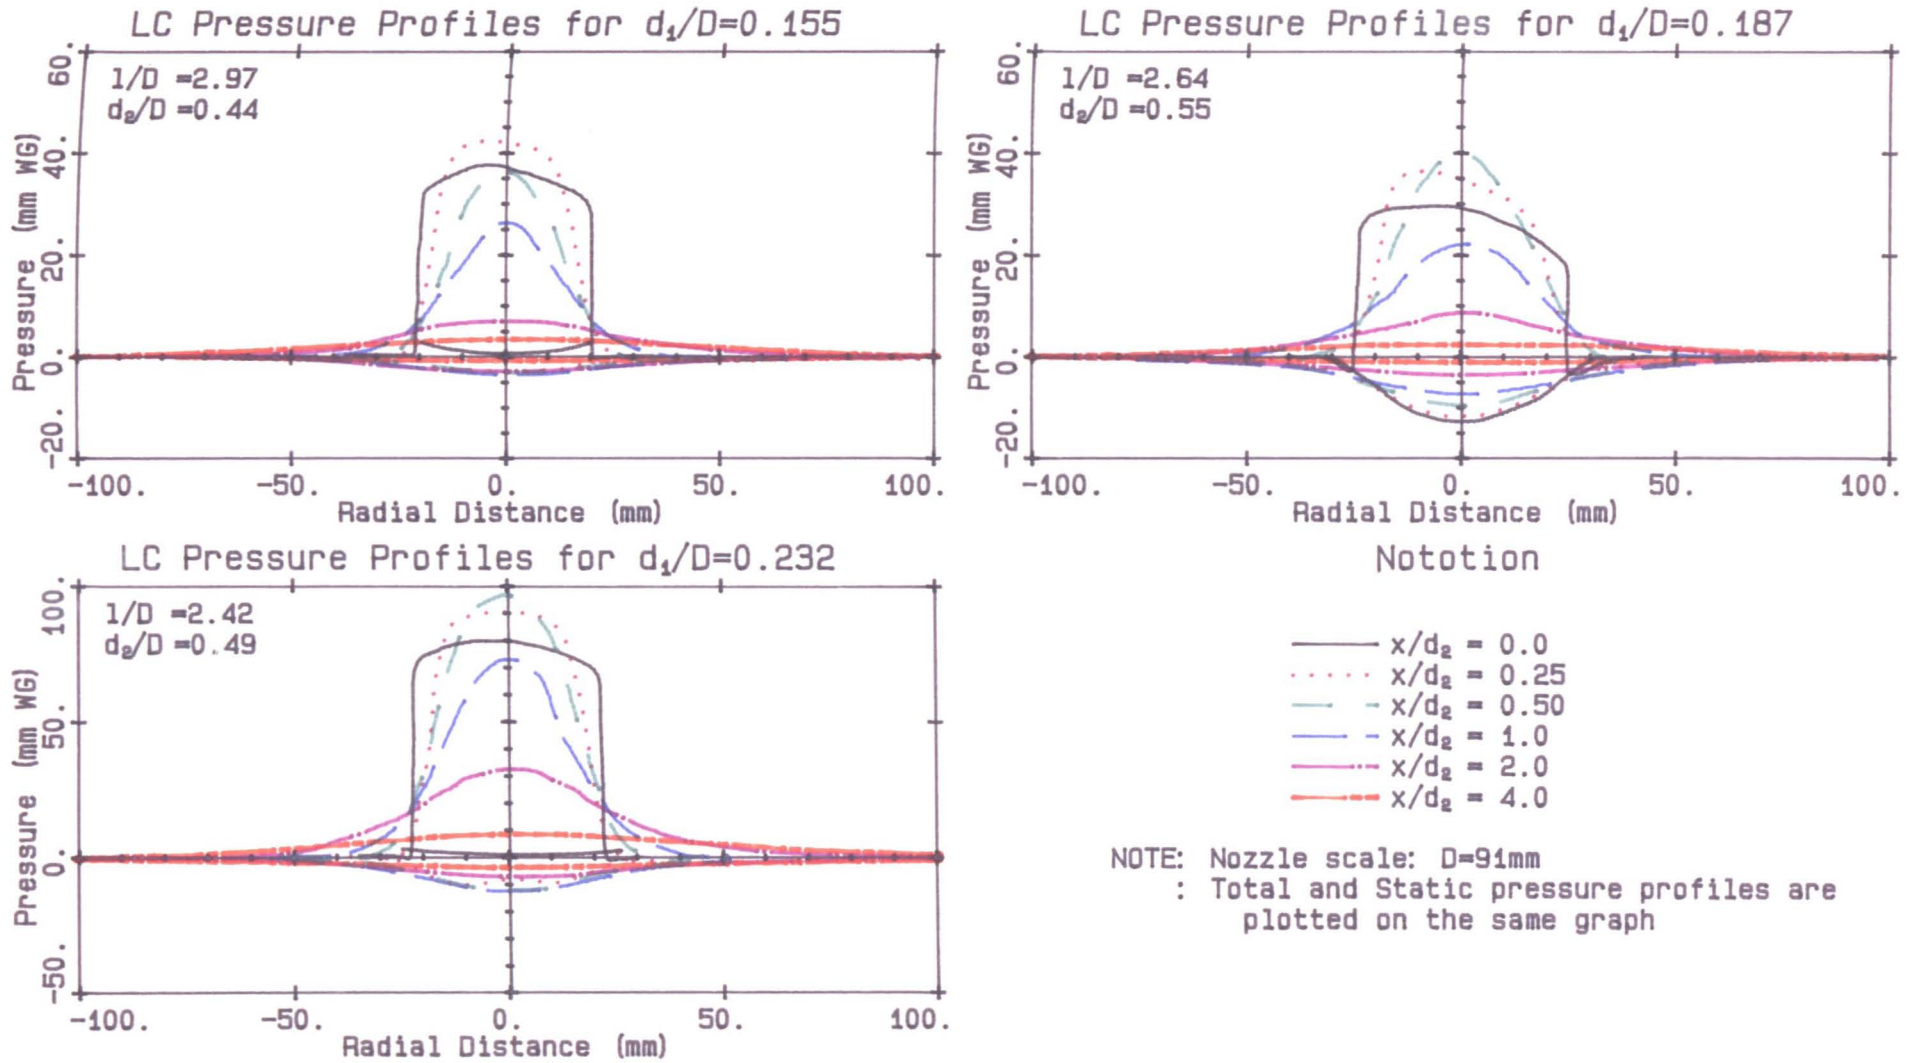 LC Pressure Profiles for d₁/D=0.155
l/D =2.97
d₂/D =0.44
Pressure (mm WG)
60.
40.
20.
0.
-20.
-100. -50. 0. 50. 100.
Radial Distance (mm)
LC Pressure Profiles for d₁/D=0.187
l/D =2.64
d₂/D =0.55
Pressure (mm WG)
60.
40.
20.
0.
-20.
-100. -50. 0. 50. 100.
Radial Distance (mm)
LC Pressure Profiles for d₁/D=0.232
l/D =2.42
d₂/D =0.49
Pressure (mm WG)
100.
50.
0.
-50.
-100. -50. 0. 50. 100.
Radial Distance (mm)
Notation
x/d₂ = 0.0
x/d₂ = 0.25
x/d₂ = 0.50
x/d₂ = 1.0
x/d₂ = 2.0
x/d₂ = 4.0
NOTE: Nozzle scale: D=91mm
: Total and Static pressure profiles are
plotted on the same graph